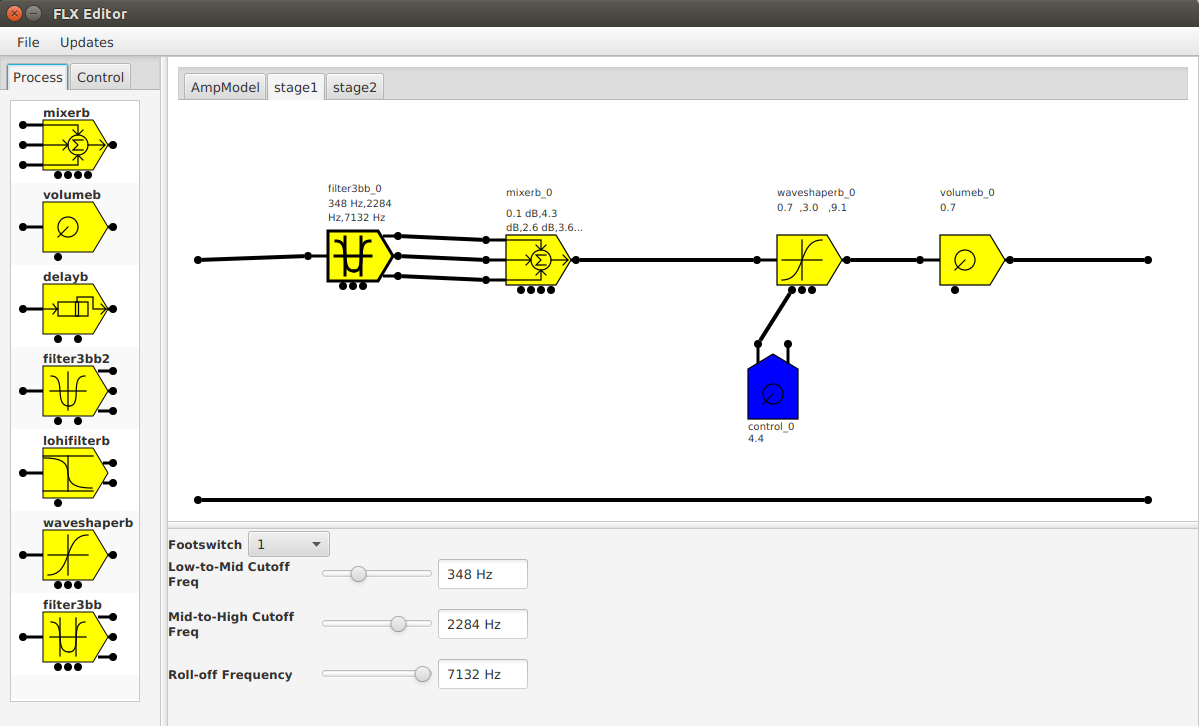 FLX Editor
File Updates
Process Control
AmpModel stage1 stage2
mixerb
volumeb
delayb
filter3bb2
lohifilterb
waveshaperb
filter3bb
filter3bb_0
348 Hz,2284
Hz,7132 Hz
mixerb_0
0.1 dB,4.3
dB,2.6 dB,3.6...
waveshaperb_0
0.7 ,3.0 ,9.1
volumeb_0
0.7
control_0
4.4
Footswitch 1
Low-to-Mid Cutoff
Freq
348 Hz
Mid-to-High Cutoff
Freq
2284 Hz
Roll-off Frequency 7132 Hz